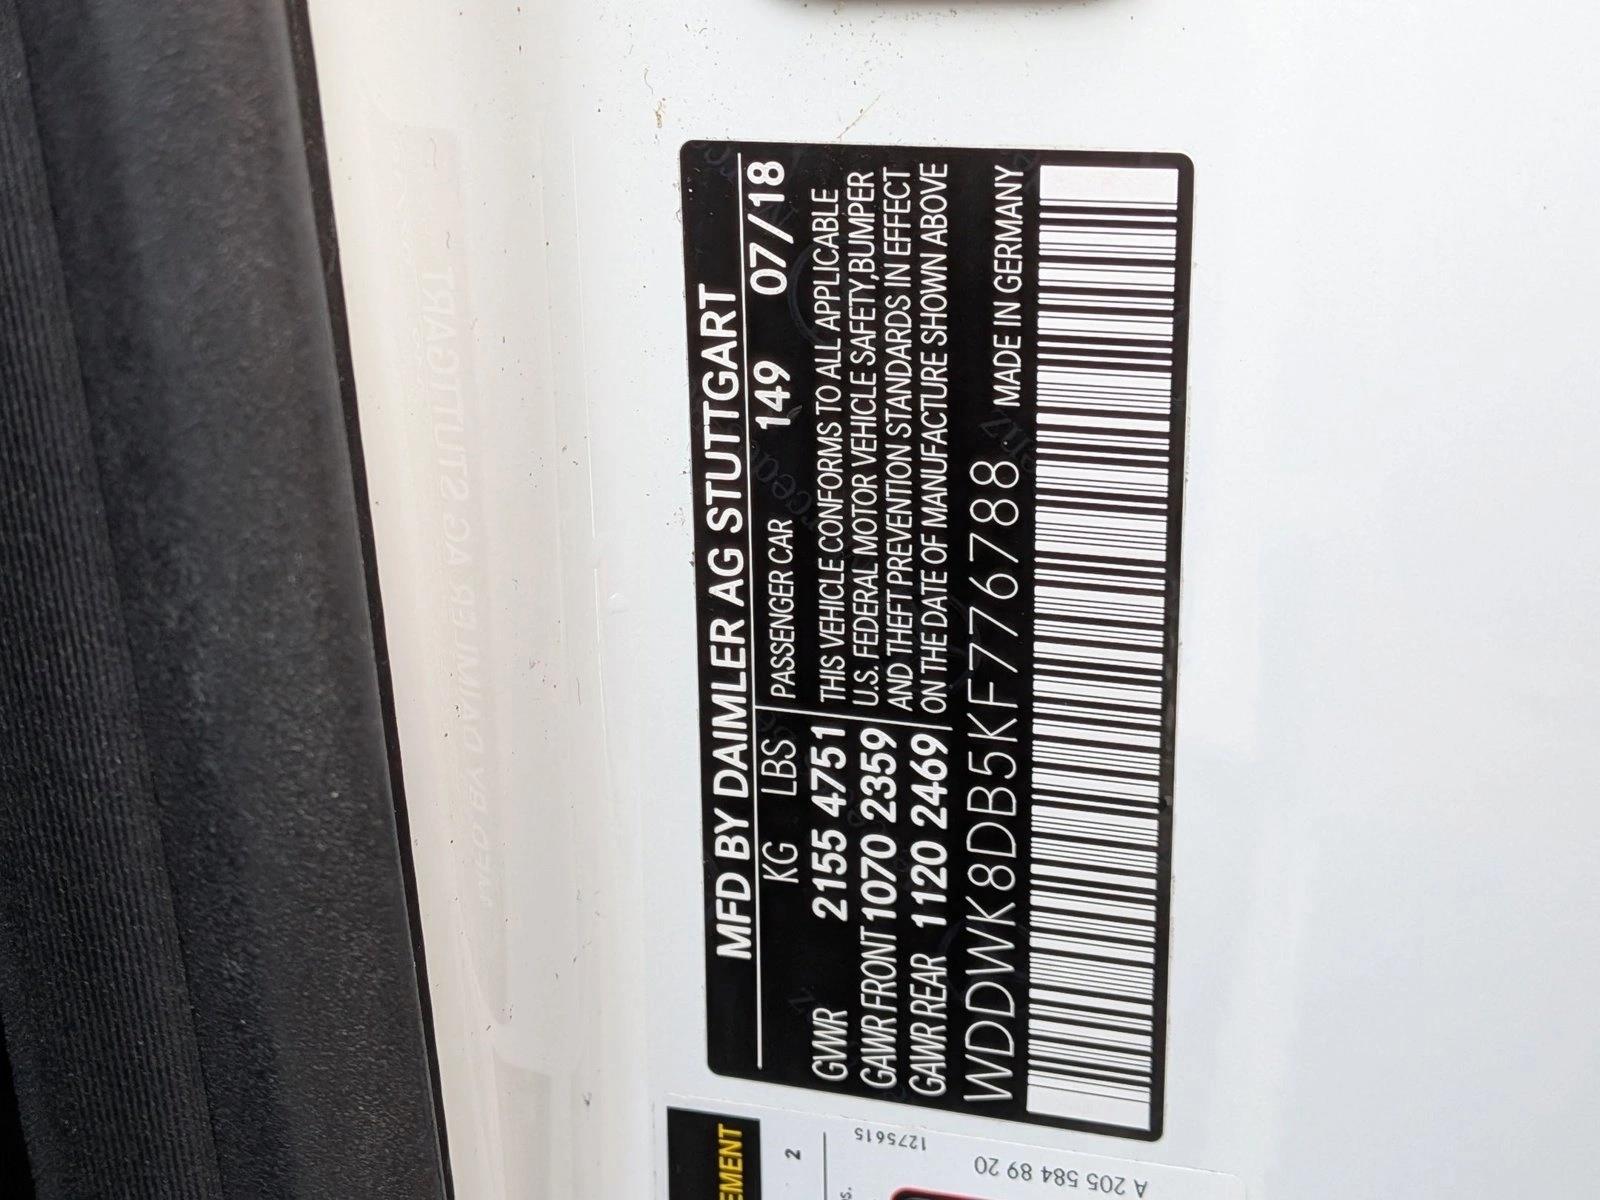 MFD BY DAIMLER AG STUTTGART
KG LBS PASSENGER CAR 149 07/18
GVWR 2155 4751 THIS VEHICLE CONFORMS TO ALL APPLICABLE
GAWR FRONT 1070 2359 U.S. FEDERAL MOTOR VEHICLE SAFETY,BUMPER
GAWR REAR 1120 2469 AND THEFT PREVENTION STANDARDS IN EFFECT
ON THE DATE OF MANUFACTURE SHOWN ABOVE
WDDWK8DB5KF776788 MADE IN GERMANY
2
1275615
A 205 584 89 20